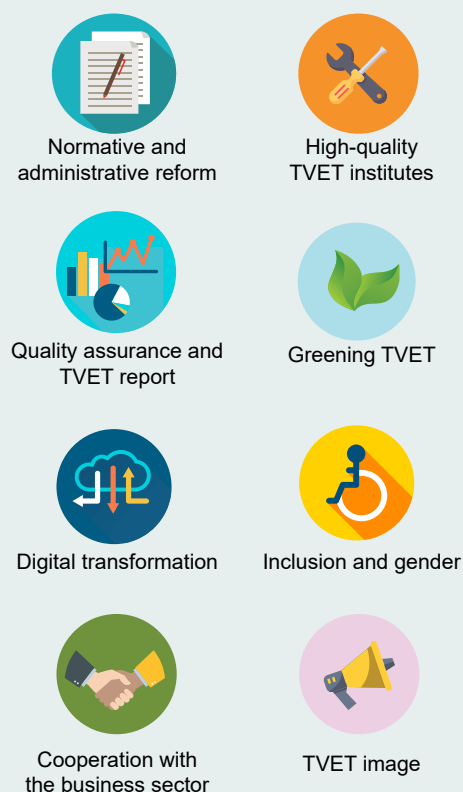 Normative and
administrative reform
High-quality
TVET institutes
Quality assurance and
TVET report
Greening TVET
Digital transformation
Inclusion and gender
Cooperation with
the business sector
TVET image